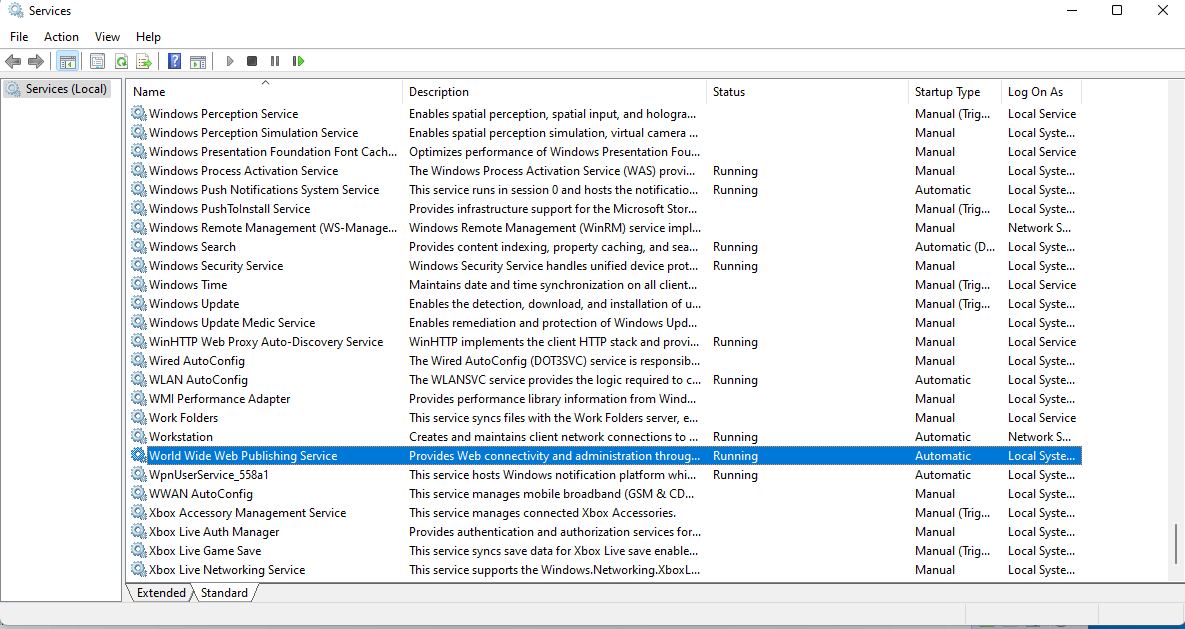 Services
File Action View Help
Services (Local)
Name Description Status Startup Type Log On As
Windows Perception Service Enables spatial perception, spatial input, and hologra... Manual (Trig... Local Service
Windows Perception Simulation Service Enables spatial perception simulation, virtual camera ... Manual Local Syste...
Windows Presentation Foundation Font Cach... Optimizes performance of Windows Presentation Fou... Manual Local Service
Windows Process Activation Service The Windows Process Activation Service (WAS) provi... Running Manual Local Syste...
Windows Push Notifications System Service This service runs in session 0 and hosts the notificatio... Running Automatic Local Syste...
Windows PushToInstall Service Provides infrastructure support for the Microsoft Stor... Manual (Trig... Local Syste...
Windows Remote Management (WS-Manage... Windows Remote Management (WinRM) service impl... Manual Network S...
Windows Search Provides content indexing, property caching, and sea... Running Automatic (D... Local Syste...
Windows Security Service Windows Security Service handles unified device prot... Running Manual Local Syste...
Windows Time Maintains date and time synchronization on all client... Manual (Trig... Local Service
Windows Update Enables the detection, download, and installation of u... Manual (Trig... Local Syste...
Windows Update Medic Service Enables remediation and protection of Windows Upd... Manual Local Syste...
WinHTTP Web Proxy Auto-Discovery Service WinHTTP implements the client HTTP stack and provi... Running Manual Local Service
Wired AutoConfig The Wired AutoConfig (DOT3SVC) service is responsib... Manual Local Syste...
WLAN AutoConfig The WLANSVC service provides the logic required to c... Running Automatic Local Syste...
WMI Performance Adapter Provides performance library information from Wind... Manual Local Syste...
Work Folders This service syncs files with the Work Folders server, e... Manual Local Service
Workstation Creates and maintains client network connections to ... Running Automatic Network S...
World Wide Web Publishing Service Provides Web connectivity and administration throug... Running Automatic Local Syste...
WpnUserService_558a1 This service hosts Windows notification platform whi... Running Automatic Local Syste...
WWAN AutoConfig This service manages mobile broadband (GSM & CD... Manual Local Syste...
Xbox Accessory Management Service This service manages connected Xbox Accessories. Manual (Trig... Local Syste...
Xbox Live Auth Manager Provides authentication and authorization services for... Manual Local Syste...
Xbox Live Game Save This service syncs save data for Xbox Live save enable... Manual (Trig... Local Syste...
Xbox Live Networking Service This service supports the Windows.Networking.XboxL... Manual Local Syste...
Extended Standard